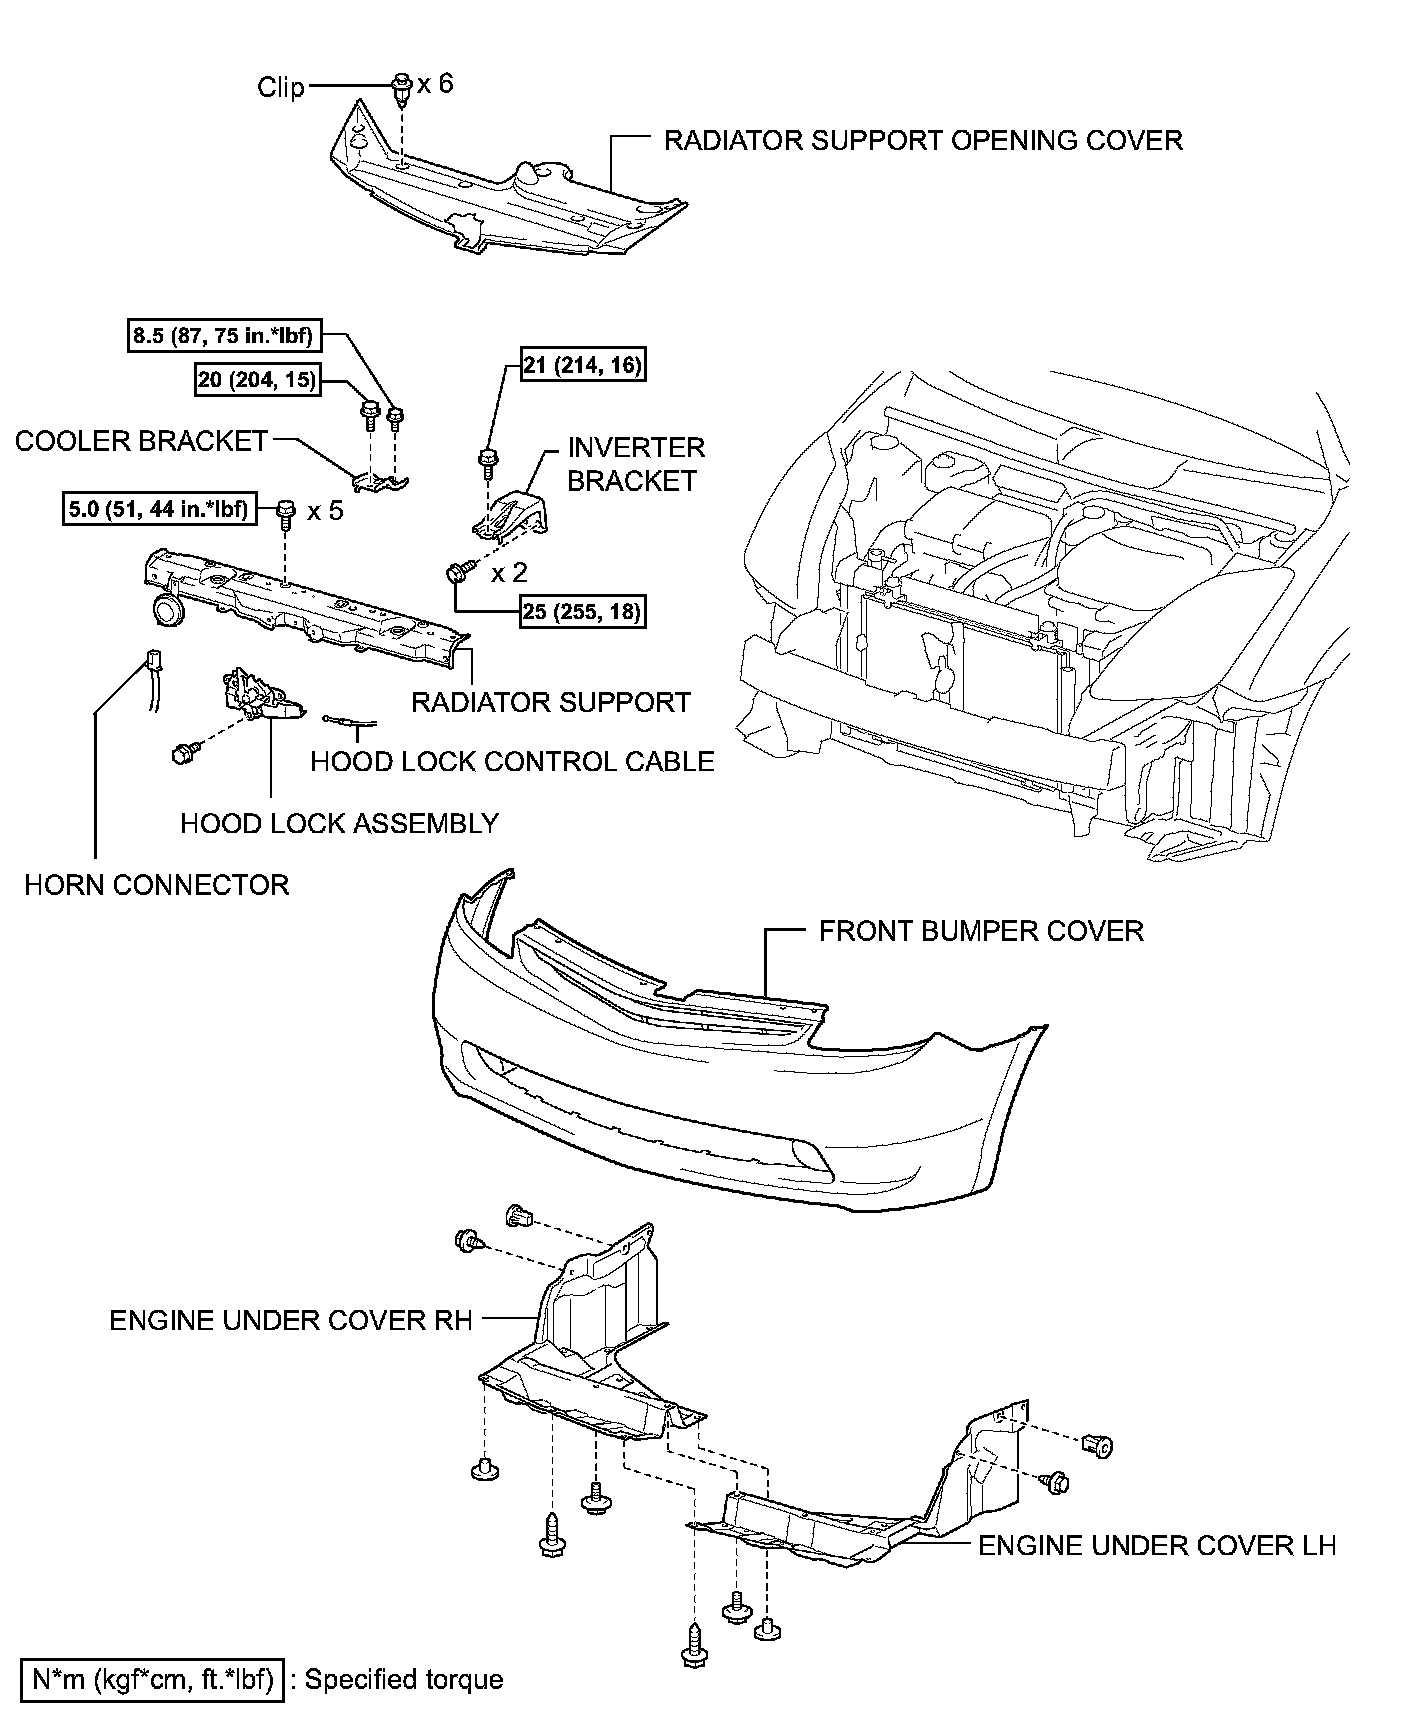 Clip x 6
RADIATOR SUPPORT OPENING COVER
8.5 (87, 75 in.*lbf)
20 (204, 15)
21 (214, 16)
COOLER BRACKET
INVERTER
BRACKET
5.0 (51, 44 in.*lbf) x 5
x 2
25 (255, 18)
RADIATOR SUPPORT
HOOD LOCK CONTROL CABLE
HOOD LOCK ASSEMBLY
HORN CONNECTOR
FRONT BUMPER COVER
ENGINE UNDER COVER RH
ENGINE UNDER COVER LH
N*m (kgf*cm, ft.*lbf) : Specified torque